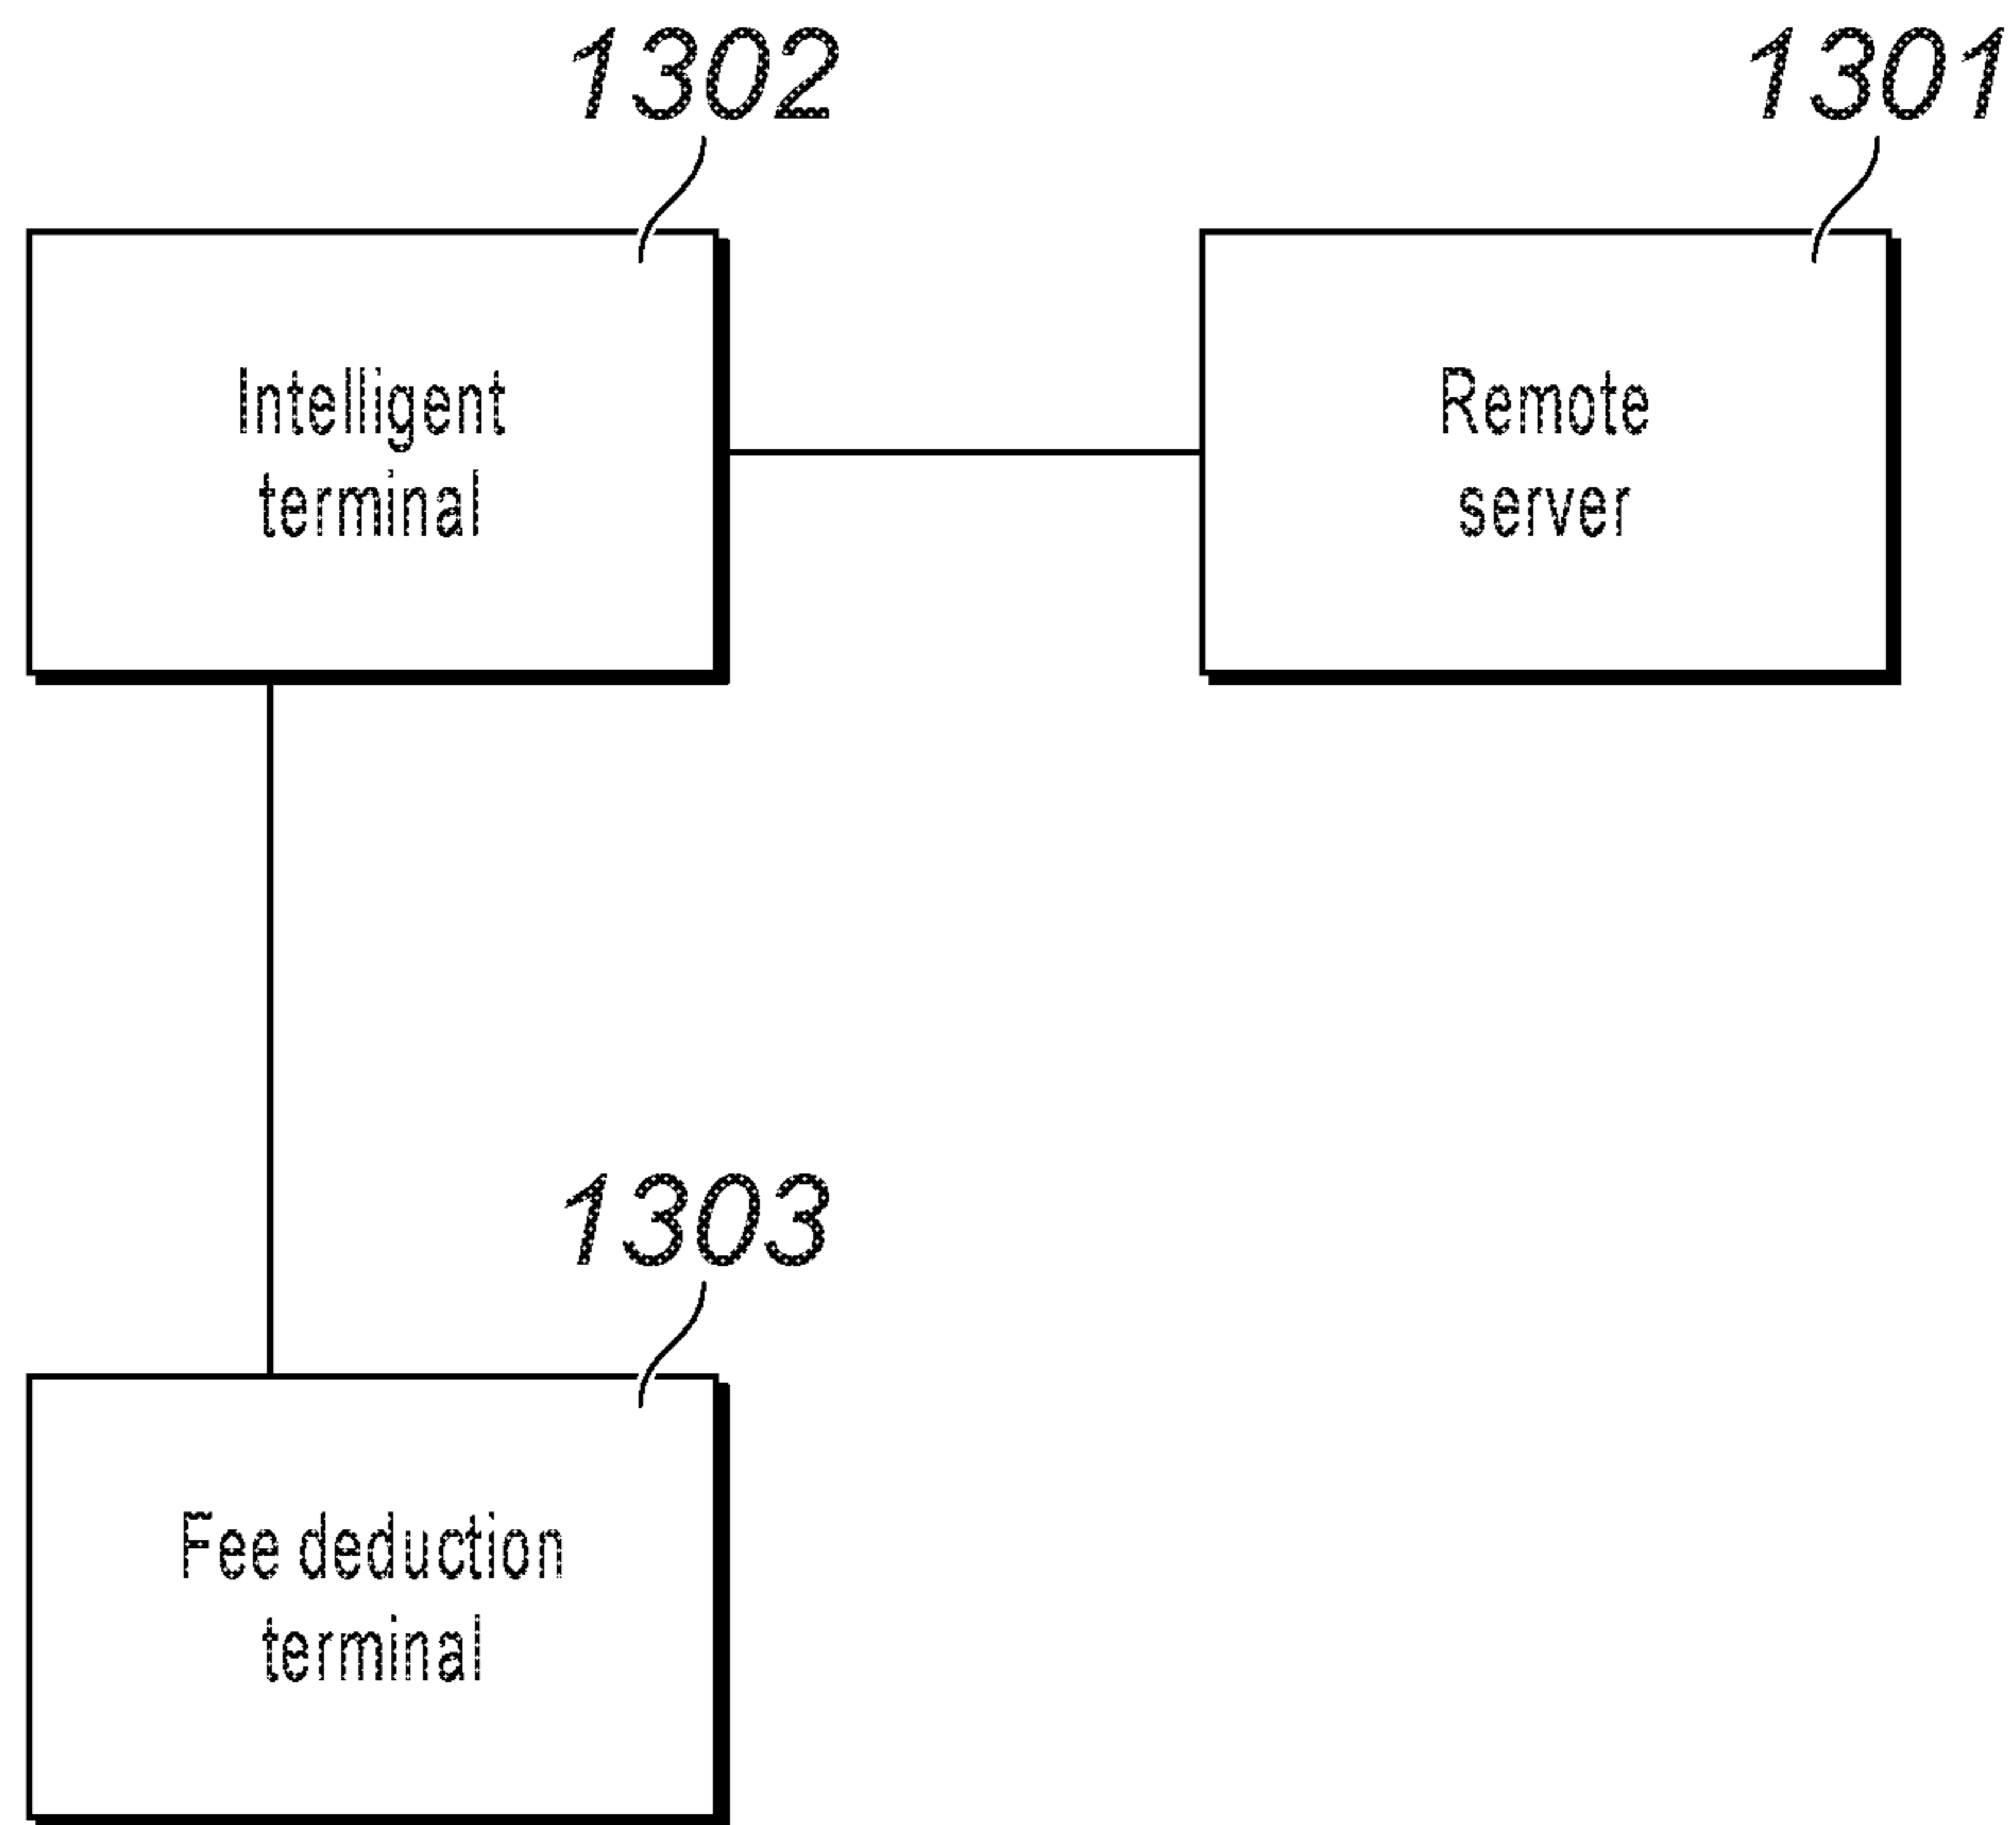 1302
1301
Intelligent
terminal
Remote
server
1303
Fee deduction
terminal